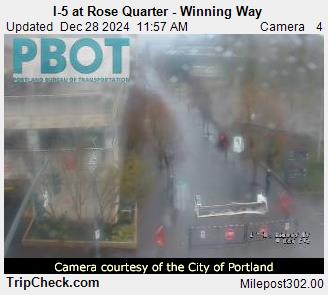 I-5 at Rose Quarter - Winning Way
Updated Dec 28 2024 11:57 AM Camera 4
PBOT
PORTLAND BUREAU OF TRANSPORTATION
Camera courtesy of the City of Portland
TripCheck.com Milepost302.00